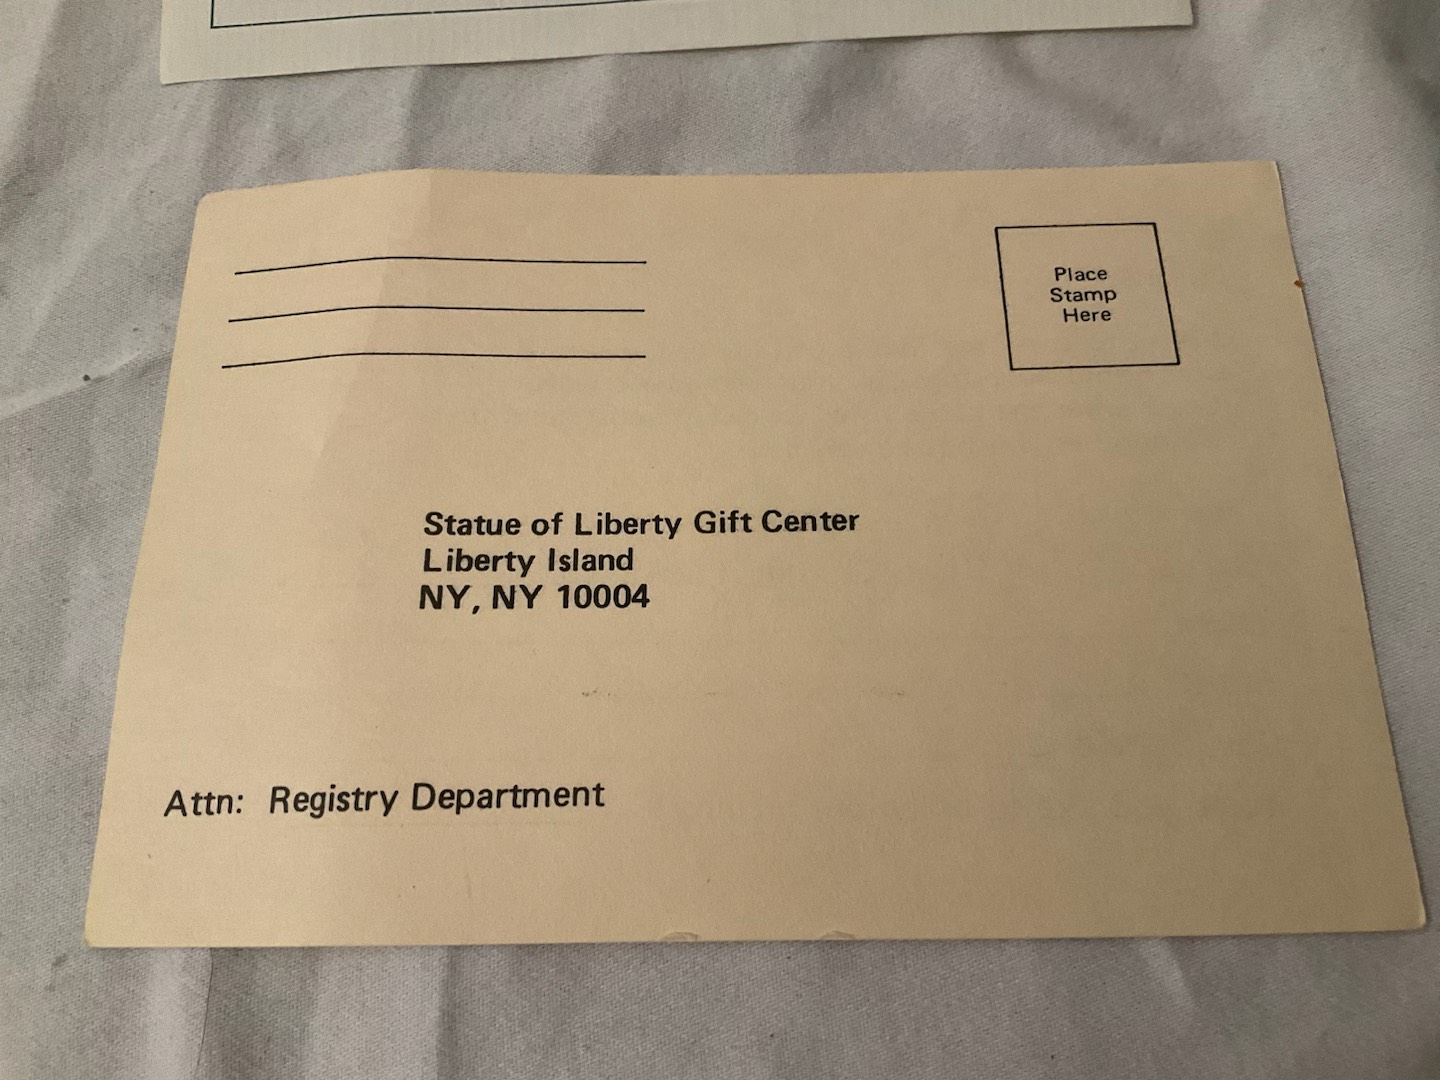 Place
Stamp
Here
Statue of Liberty Gift Center
Liberty Island
NY, NY 10004
Attn: Registry Department